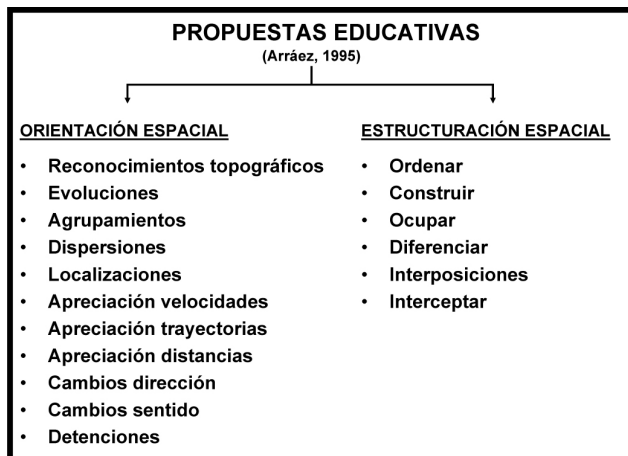 PROPUESTAS EDUCATIVAS
(Arráez, 1995)
ORIENTACIÓN ESPACIAL
• Reconocimientos topográficos
• Evoluciones
• Agrupamientos
• Dispersiones
• Localizaciones
• Apreciación velocidades
• Apreciación trayectorias
• Apreciación distancias
• Cambios dirección
• Cambios sentido
• Detenciones
ESTRUCTURACIÓN ESPACIAL
• Ordenar
• Construir
• Ocupar
• Diferenciar
• Interposiciones
• Interceptar